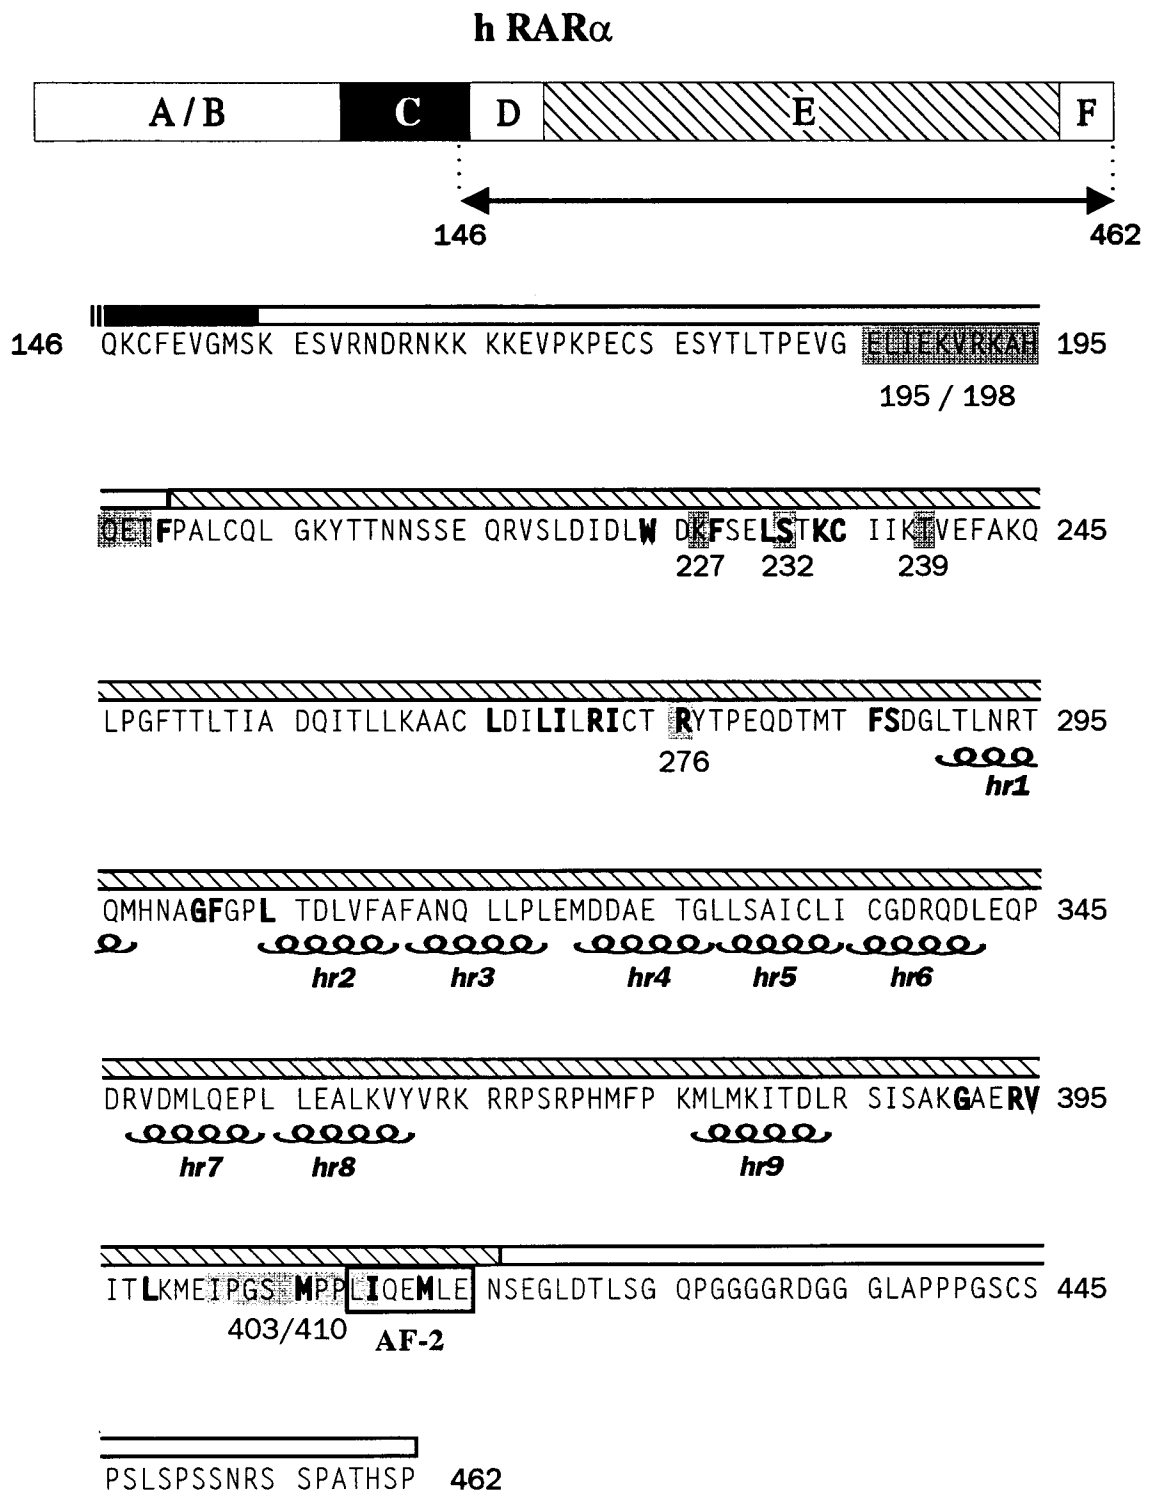 h RARα
A / B C D E F
146 462
146 QKCFEVGMSK ESVRNDRNKK KKEVPKPECS ESYTLTPEVG ELIEKVRKAH 195
195 / 198
QETFPALCQL GKYTTNNSSE QRVSLDIDLW DKFSELSTKC IIKTVEFAKQ 245
227 232 239
LPGFTTLTIA DQITLLKAAC LDILILRICT RYTPEQDTMT FSDGLTLNRT 295
276
hr1
QMHNAGFGPL TDLVFAFANQ LLPLEMDDAE TGLLSAICLI CGDRQDLEQP 345
hr2 hr3 hr4 hr5 hr6
DRVDMLQEPL LEALKVYVRK RRPSRPHMFP KMLMKITDLR SISAKGAERV 395
hr7 hr8 hr9
ITLKMEIPGS MPPLIQEMLE NSEGLDTLSG QPGGGGRDGG GLAPPPGSCS 445
403/410 AF-2
PSLSPSSNRS SPATHSP 462